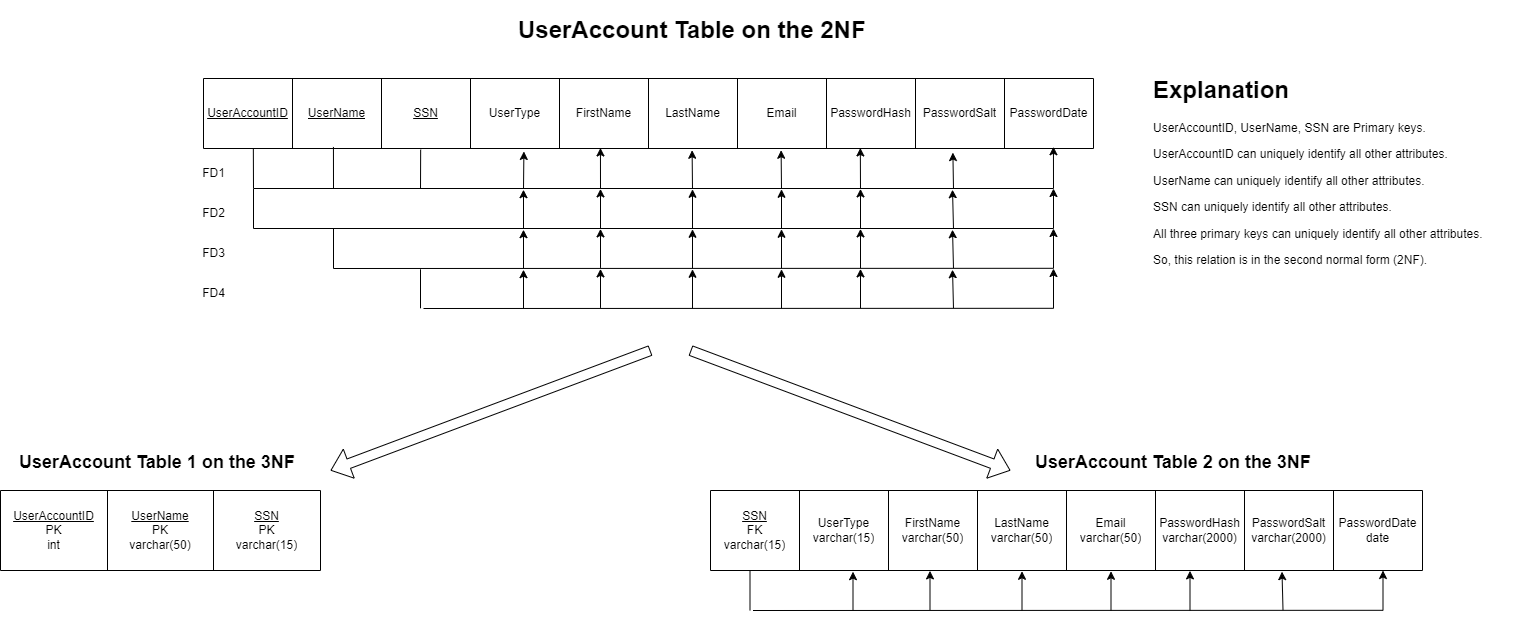 UserAccount Table on the 2NF
UserAccountID UserName SSN UserType FirstName LastName Email PasswordHash PasswordSalt PasswordDate
FD1
FD2
FD3
FD4
Explanation
UserAccountID, UserName, SSN are Primary keys.
UserAccountID can uniquely identify all other attributes.
UserName can uniquely identify all other attributes.
SSN can uniquely identify all other attributes.
All three primary keys can uniquely identify all other attributes.
So, this relation is in the second normal form (2NF).
UserAccount Table 1 on the 3NF
UserAccountID UserName SSN
PK PK PK
int varchar(50) varchar(15)
UserAccount Table 2 on the 3NF
SSN
FK
varchar(15)
UserType
varchar(15)
FirstName
varchar(50)
LastName
varchar(50)
Email
varchar(50)
PasswordHash
varchar(2000)
PasswordSalt
varchar(2000)
PasswordDate
date